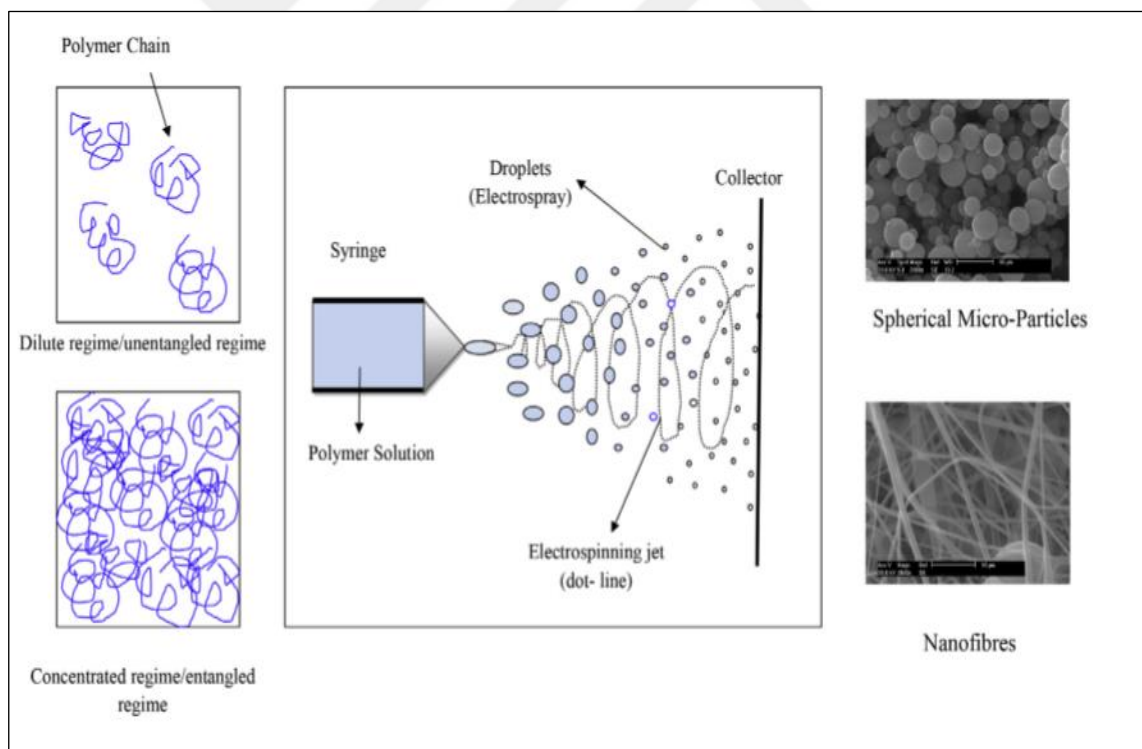 Polymer Chain
Dilute regime/unentangled regime
Concentrated regime/entangled
regime
Syringe
Polymer Solution
Droplets
(Electrospray)
Collector
Electrospinning jet
(dot- line)
Spherical Micro-Particles
Nanofibres